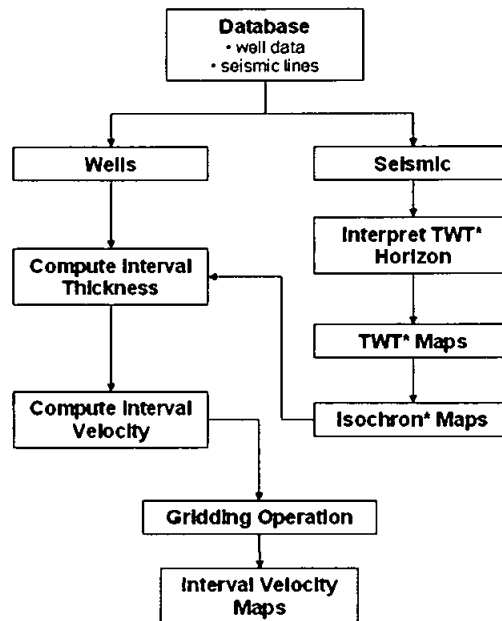 Database
• well data
• seismic lines
Wells
Seismic
Interpret TWT*
Horizon
Compute Interval
Thickness
TWT* Maps
Compute Interval
Velocity
Isochron* Maps
Gridding Operation
Interval Velocity
Maps